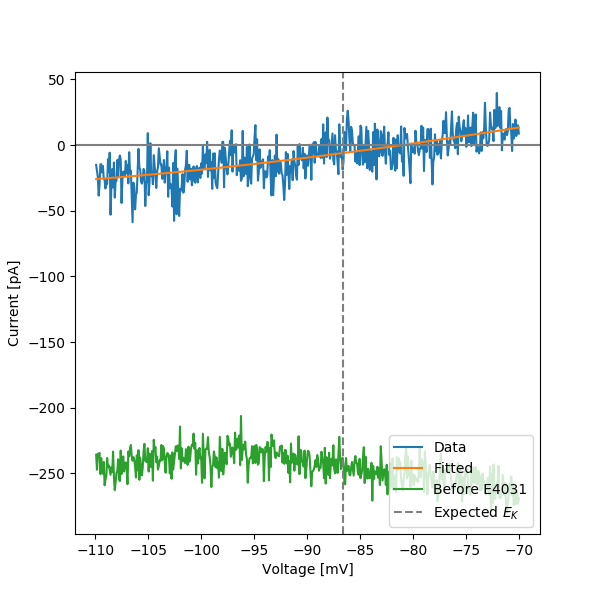 50
0
−50
−100
−150
−200
−250
Current [pA]
−110 −105 −100 −95 −90 −85 −80 −75 −70
Voltage [mV]
Data
Fitted
Before E4031
Expected E_K